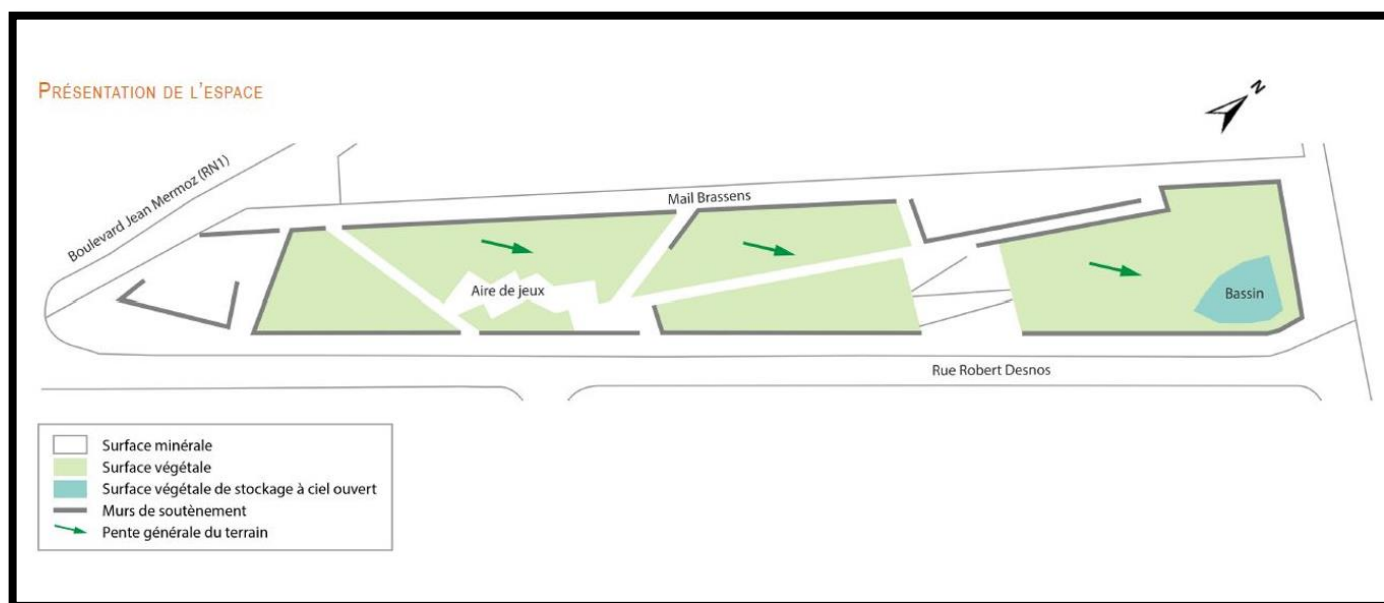 PRÉSENTATION DE L'ESPACE
N
Boulevard Jean Mermoz (RN1)
Mail Brassens
Aire de jeux
Bassin
Rue Robert Desnos
Surface minérale
Surface végétale
Surface végétale de stockage à ciel ouvert
Murs de soutènement
Pente générale du terrain